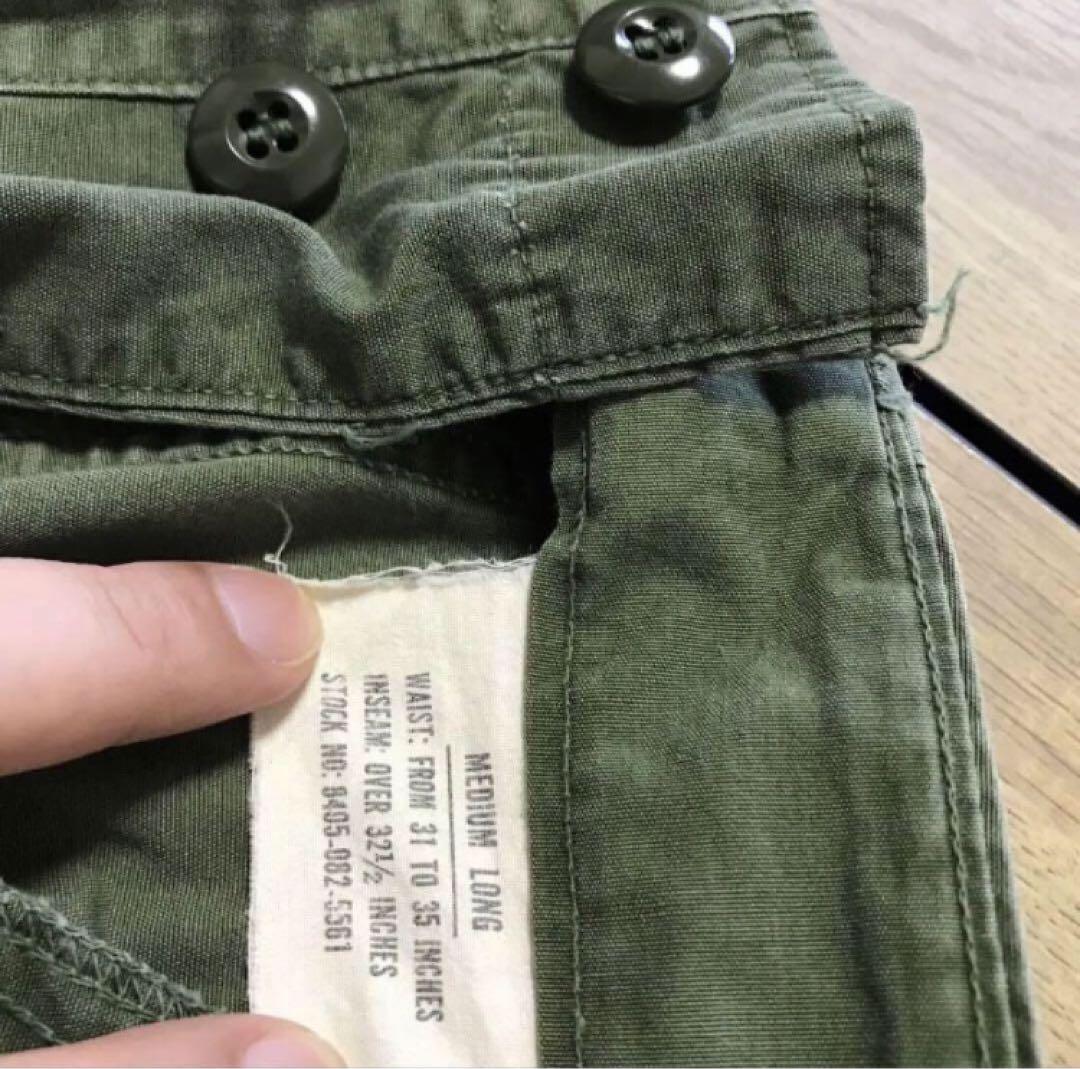 MEDIUM LONG
WAIST: FROM 31 TO 35 INCHES
INSEAM: OVER 32½ INCHES
STOCK NO: 8405-082-5561